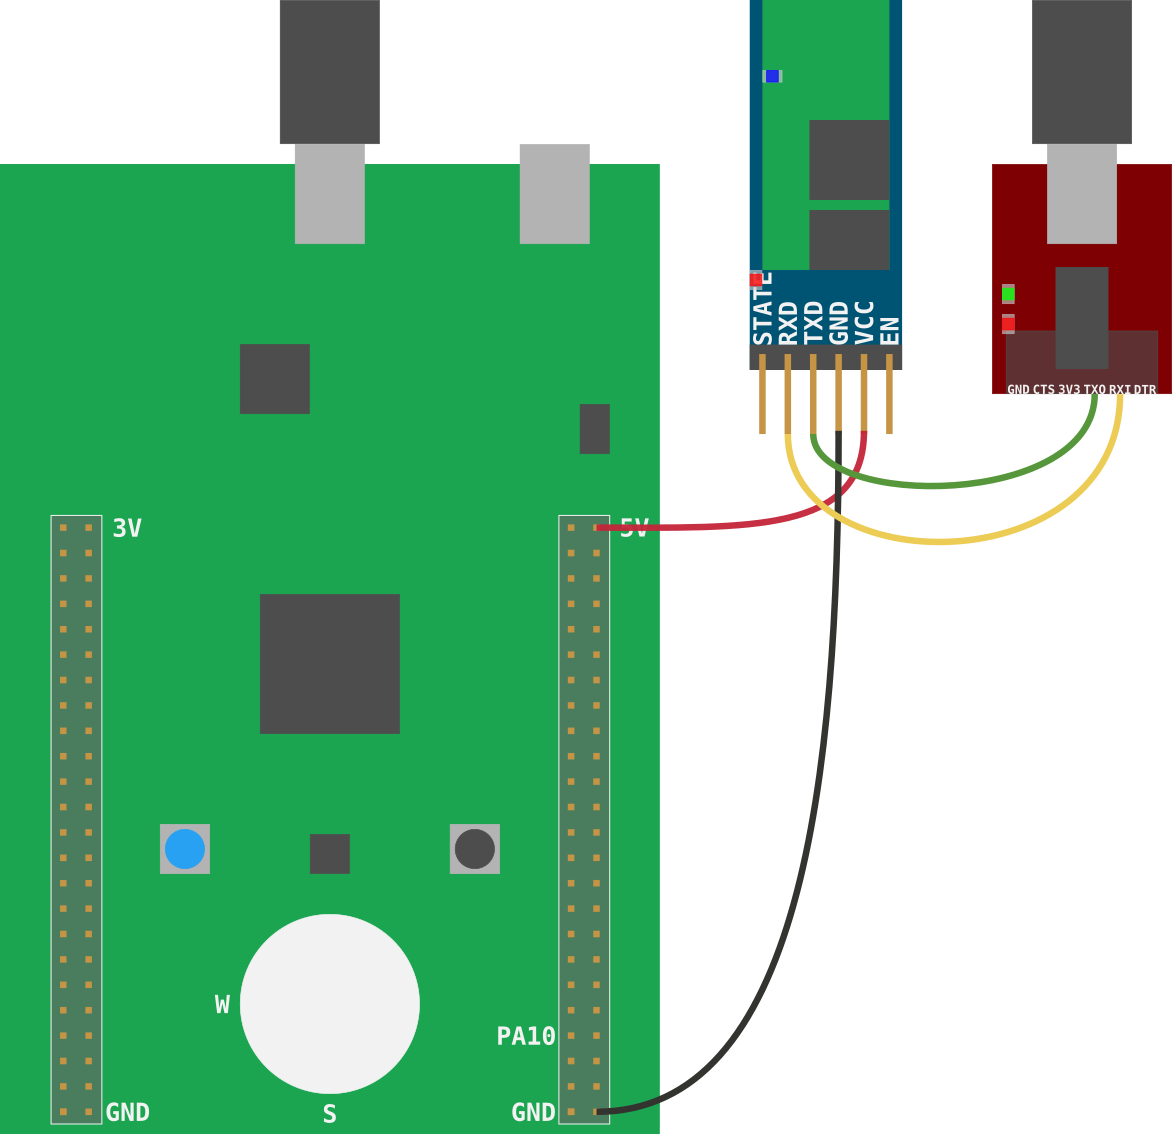 STATE
RXD
TXD
GND
VCC
EN
GND CTS 3V3 TXO RXI DTR
3V
5V
W
PA10
GND
S
GND